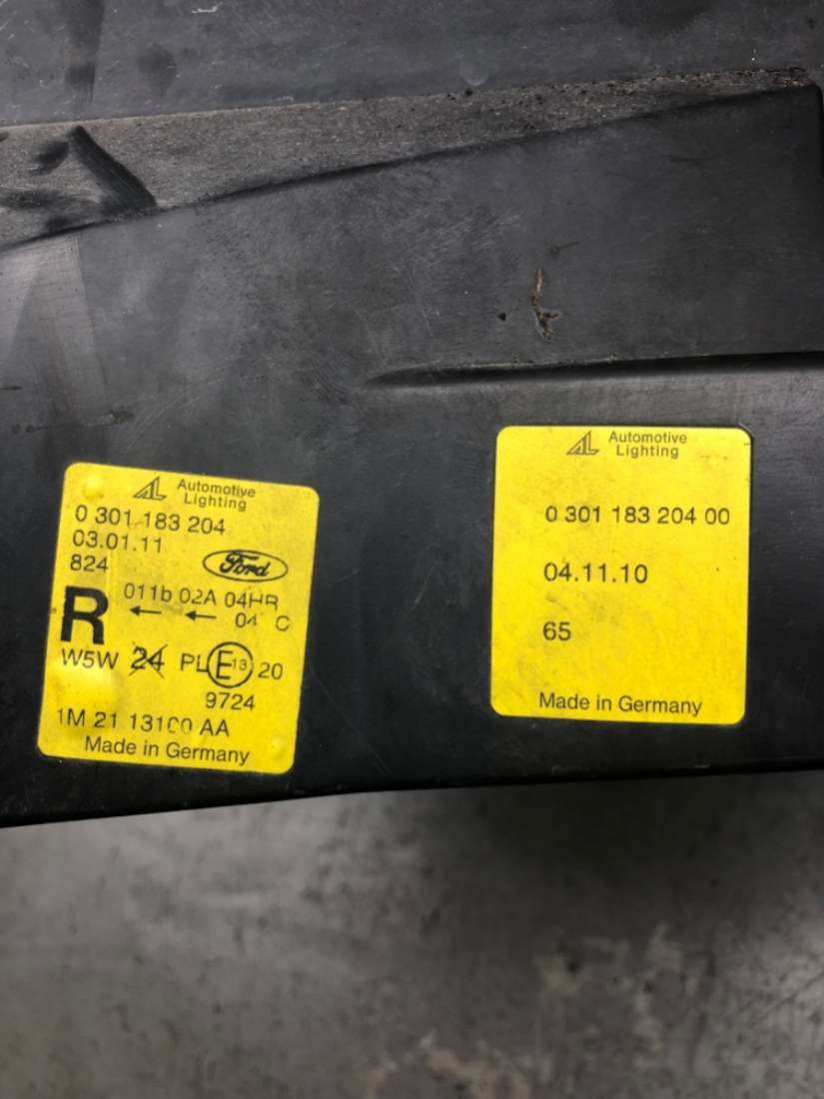 Automotive
Lighting
0 301 183 204
03.01.11
824
Ford
R
011b 02A 04HR
← ← 04 C
W5W 24 PL E 13 20
9724
1M 21 13100 AA
Made in Germany
Automotive
Lighting
0 301 183 204 00
04.11.10
65
Made in Germany